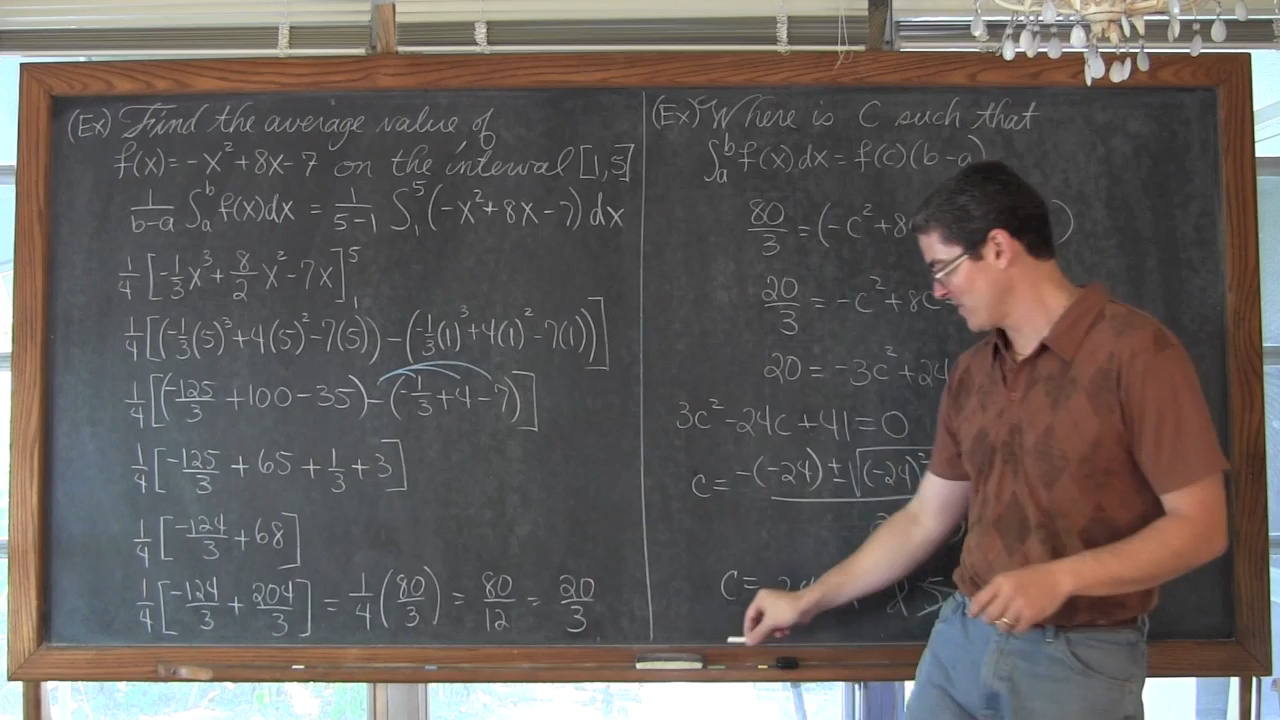 (Ex) Find the average value of
f(x) = -x² + 8x - 7 on the interval [1,5]
1/(b-a) ∫ₐᵇ f(x)dx = 1/(5-1) ∫₁⁵ (-x² + 8x - 7) dx
1/4 [-1/3 x³ + 8/2 x² - 7x]₁⁵
1/4 [(-1/3(5)³ + 4(5)² - 7(5)) - (-1/3(1)³ + 4(1)² - 7(1))]
1/4 [(-125/3 + 100 - 35) - (-1/3 + 4 - 7)]
1/4 [-125/3 + 65 + 1/3 + 3]
1/4 [-124/3 + 68]
1/4 [-124/3 + 204/3] = 1/4 (80/3) = 80/12 = 20/3
(Ex) Where is C such that
∫ₐᵇ f(x)dx = f(c)(b-a)
80/3 = (-c² + 8c )
20/3 = -c² + 8c
20 = -3c² + 24
3c² - 24c + 41 = 0
c = -(-24) ± √(-24)²
c =